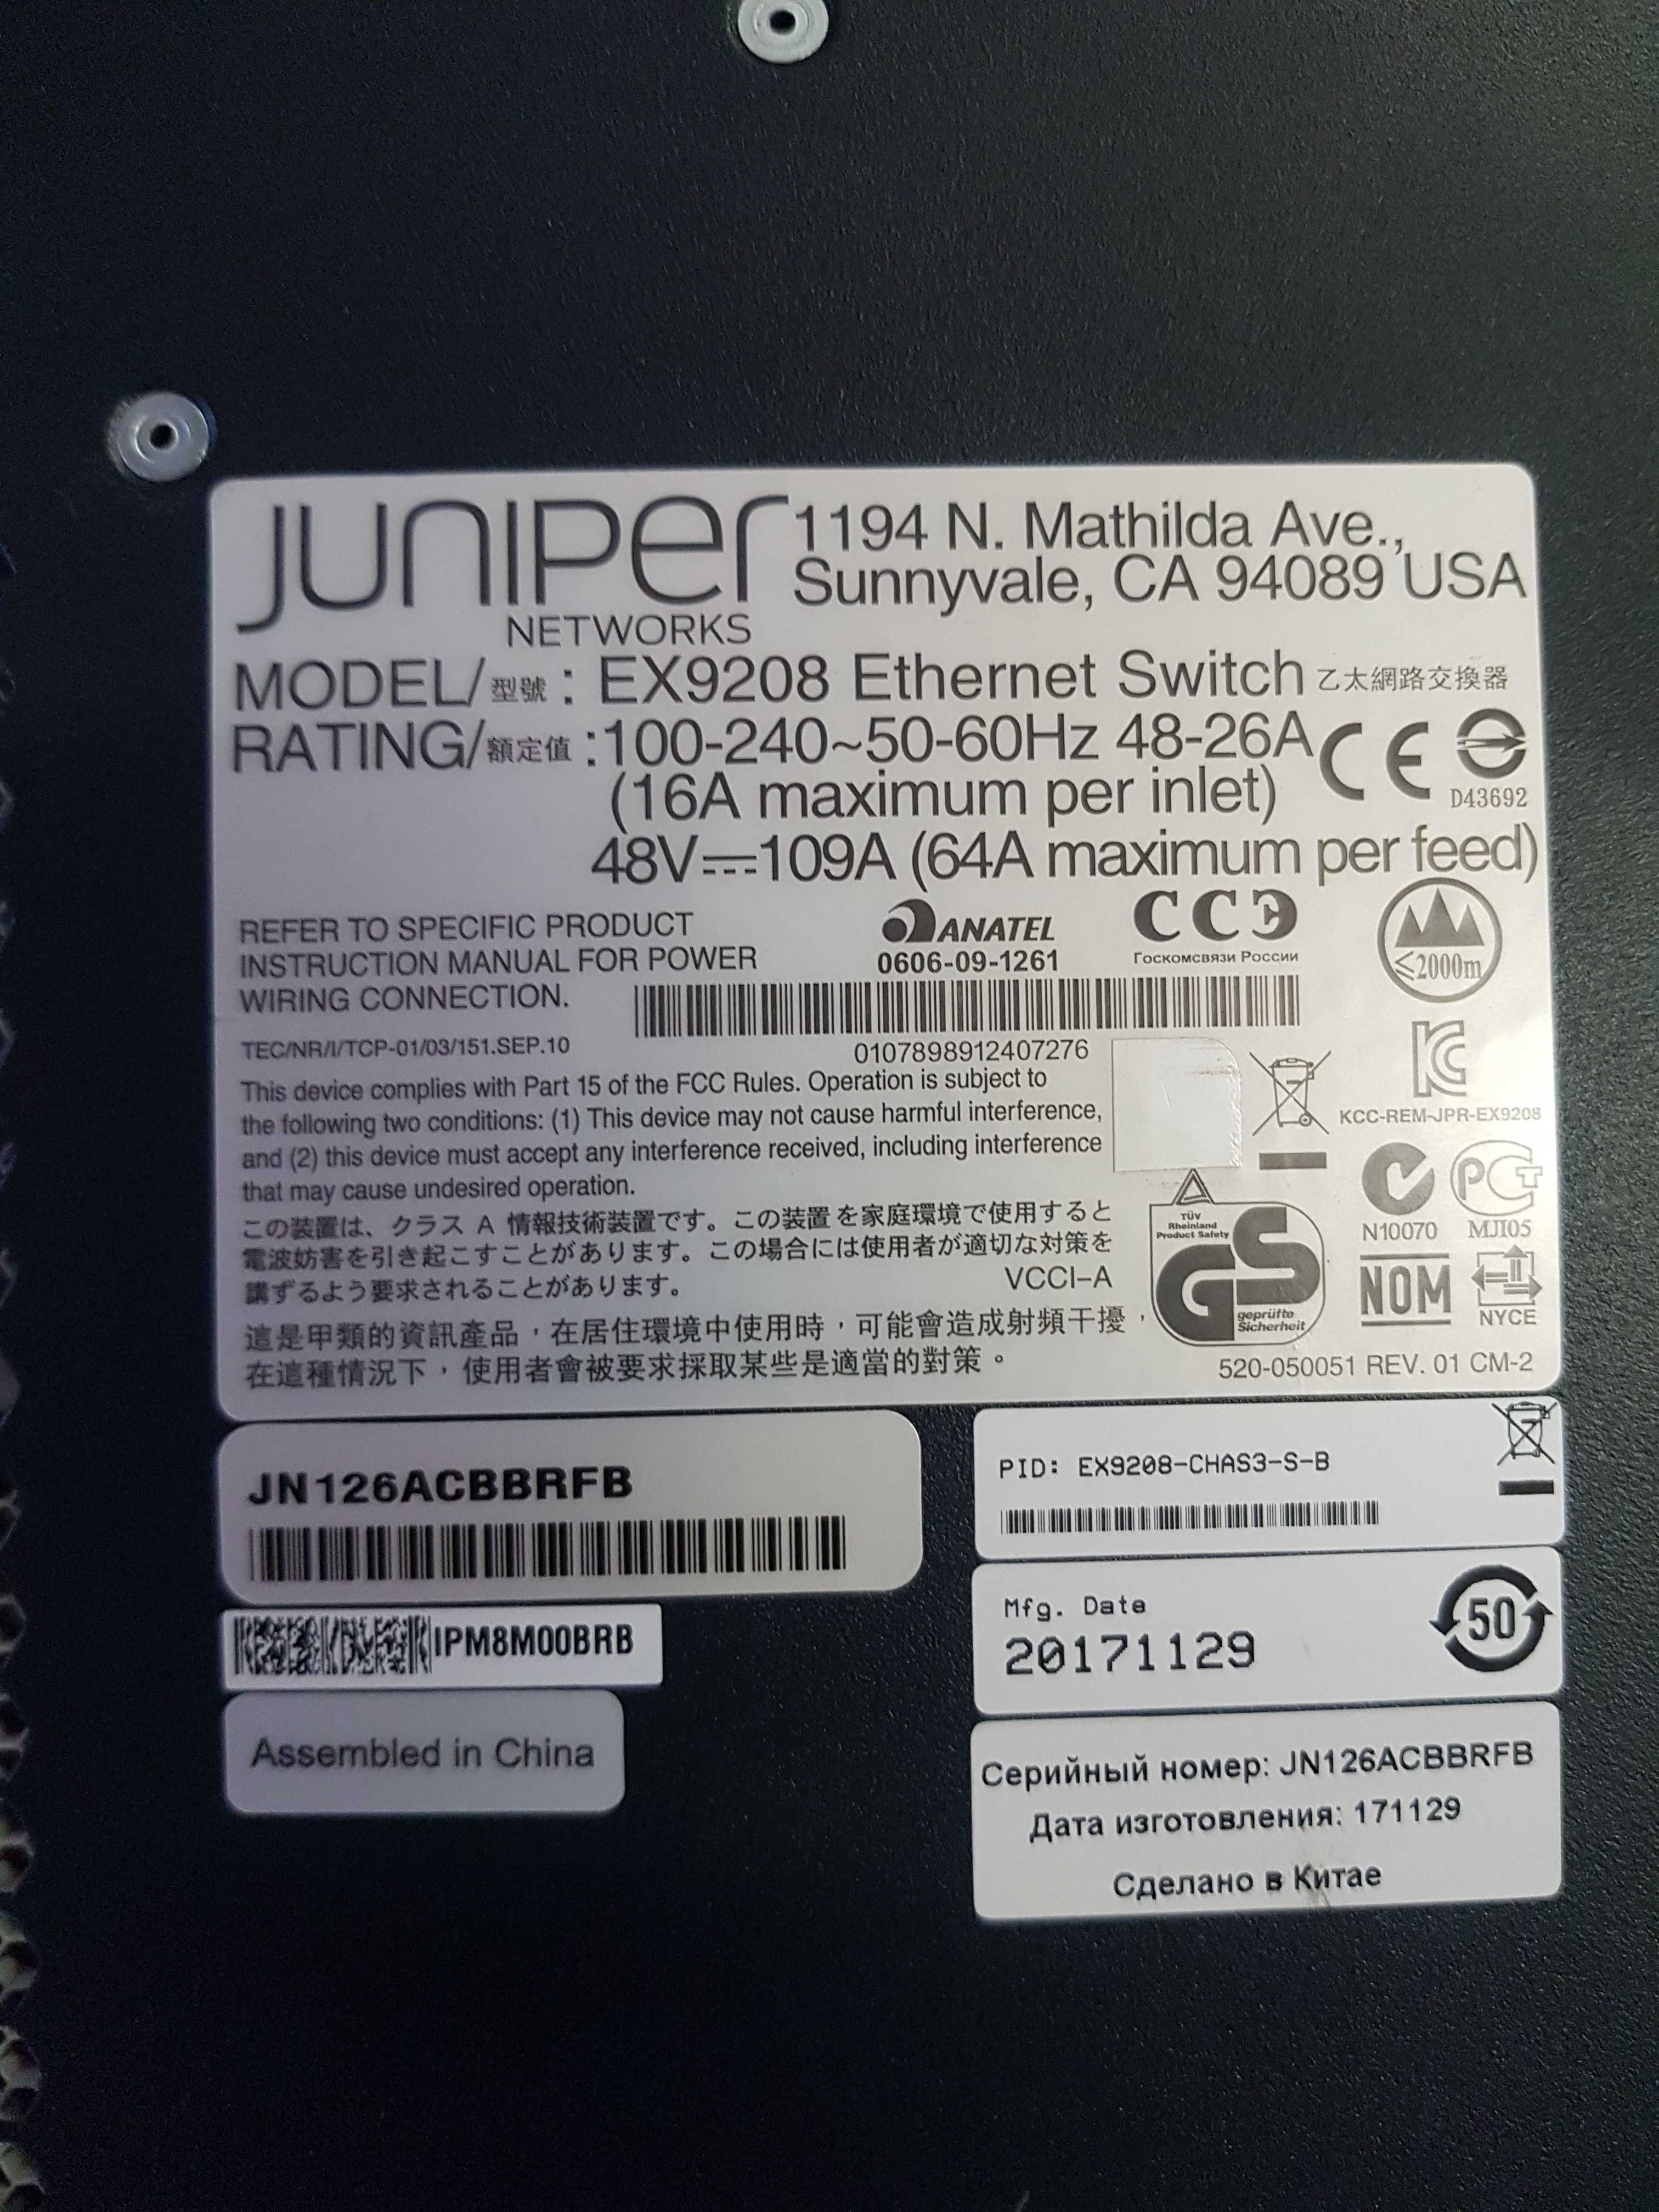 JUNIPER
NETWORKS
1194 N. Mathilda Ave.,
Sunnyvale, CA 94089 USA
MODEL/型號 : EX9208 Ethernet Switch 乙太網路交換器
RATING/額定值 :100-240~50-60Hz 48-26A
(16A maximum per inlet)
48V⎓109A (64A maximum per feed)
CE
D43692
REFER TO SPECIFIC PRODUCT
INSTRUCTION MANUAL FOR POWER
WIRING CONNECTION.
ANATEL
0606-09-1261
ССЭ
Госкомсвязи России
≤2000m
TEC/NR/I/TCP-01/03/151.SEP.10
0107898912407276
This device complies with Part 15 of the FCC Rules. Operation is subject to
the following two conditions: (1) This device may not cause harmful interference,
and (2) this device must accept any interference received, including interference
that may cause undesired operation.
KC
KCC-REM-JPR-EX9208
この装置は、クラス A 情報技術装置です。この装置を家庭環境で使用すると
電波妨害を引き起こすことがあります。この場合には使用者が適切な対策を
講ずるよう要求されることがあります。
VCCI-A
這是甲類的資訊產品，在居住環境中使用時，可能會造成射頻干擾，
在這種情況下，使用者會被要求採取某些是適當的對策。
TÜV
Rheinland
Product Safety
GS
geprüfte
Sicherheit
N10070
РСТ
МЛ05
NOM
NYCE
520-050051 REV. 01 CM-2
JN126ACBBRFB
IPM8M00BRB
Assembled in China
PID: EX9208-CHAS3-S-B
Mfg. Date
20171129
50
Серийный номер: JN126ACBBRFB
Дата изготовления: 171129
Сделано в Китае